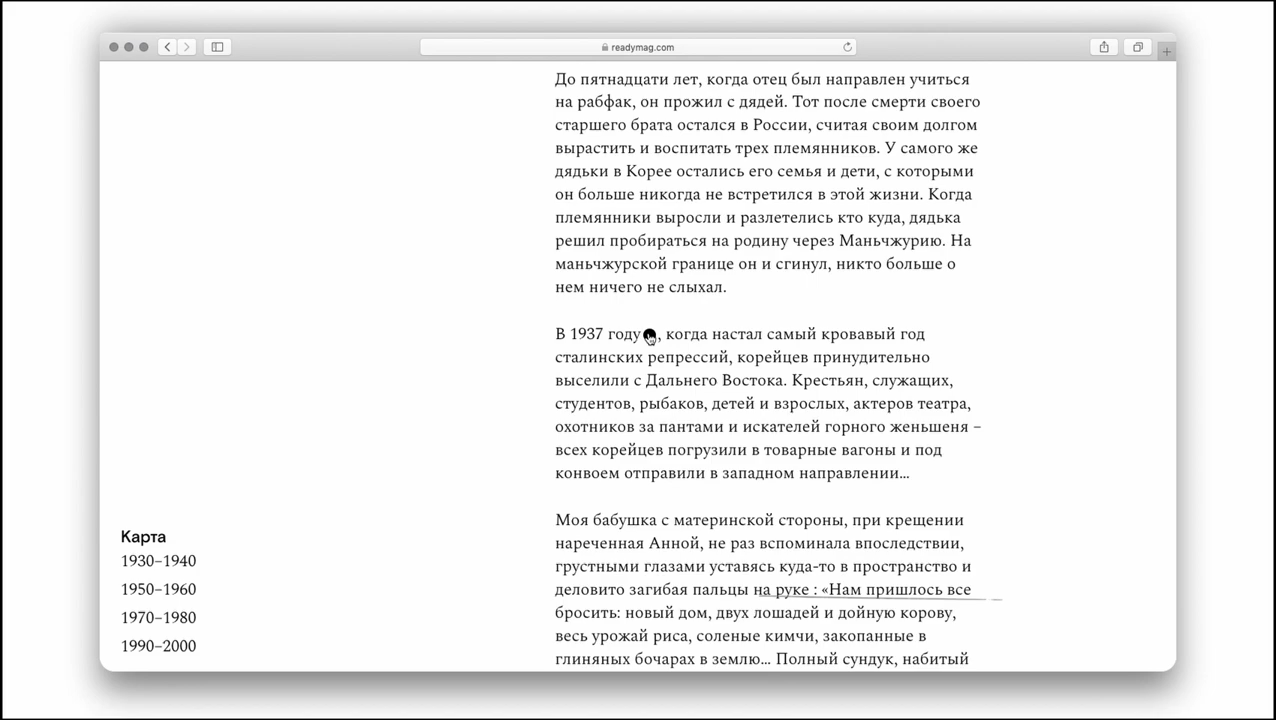 readymag.com
До пятнадцати лет, когда отец был направлен учиться
на рабфак, он прожил с дядей. Тот после смерти своего
старшего брата остался в России, считая своим долгом
вырастить и воспитать трех племянников. У самого же
дядьки в Корее остались его семья и дети, с которыми
он больше никогда не встретился в этой жизни. Когда
племянники выросли и разлетелись кто куда, дядька
решил пробираться на родину через Маньчжурию. На
маньчжурской границе он и сгинул, никто больше о
нем ничего не слыхал.
В 1937 году , когда настал самый кровавый год
сталинских репрессий, корейцев принудительно
выселили с Дальнего Востока. Крестьян, служащих,
студентов, рыбаков, детей и взрослых, актеров театра,
охотников за пантами и искателей горного женьшеня –
всех корейцев погрузили в товарные вагоны и под
конвоем отправили в западном направлении...
Моя бабушка с материнской стороны, при крещении
нареченная Анной, не раз вспоминала впоследствии,
грустными глазами уставясь куда-то в пространство и
деловито загибая пальцы на руке : «Нам пришлось все
бросить: новый дом, двух лошадей и дойную корову,
весь урожай риса, соленые кимчи, закопанные в
глиняных бочарах в землю... Полный сундук, набитый
Карта
1930–1940
1950–1960
1970–1980
1990–2000